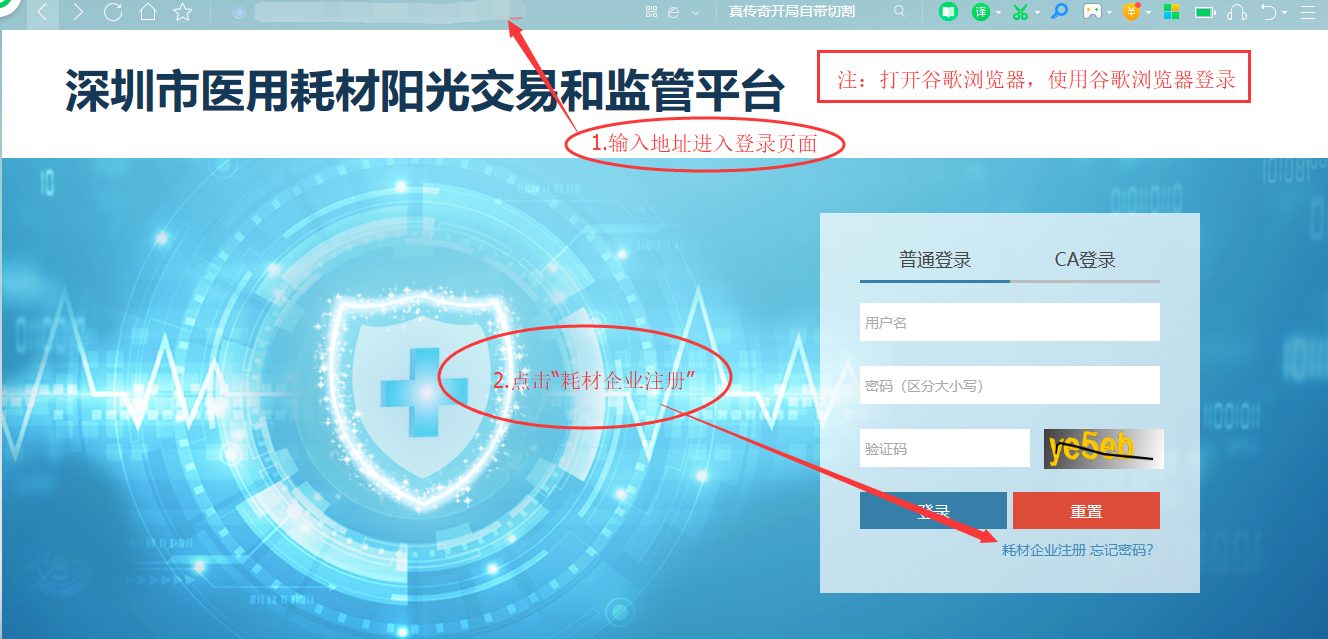 真传奇开局自带切割
译
深圳市医用耗材阳光交易和监管平台
注：打开谷歌浏览器，使用谷歌浏览器登录
1.输入地址进入登录页面
普通登录 CA登录
用户名
2.点击“耗材企业注册”
密码（区分大小写）
验证码 ye5eb
登录 重置
耗材企业注册 忘记密码?